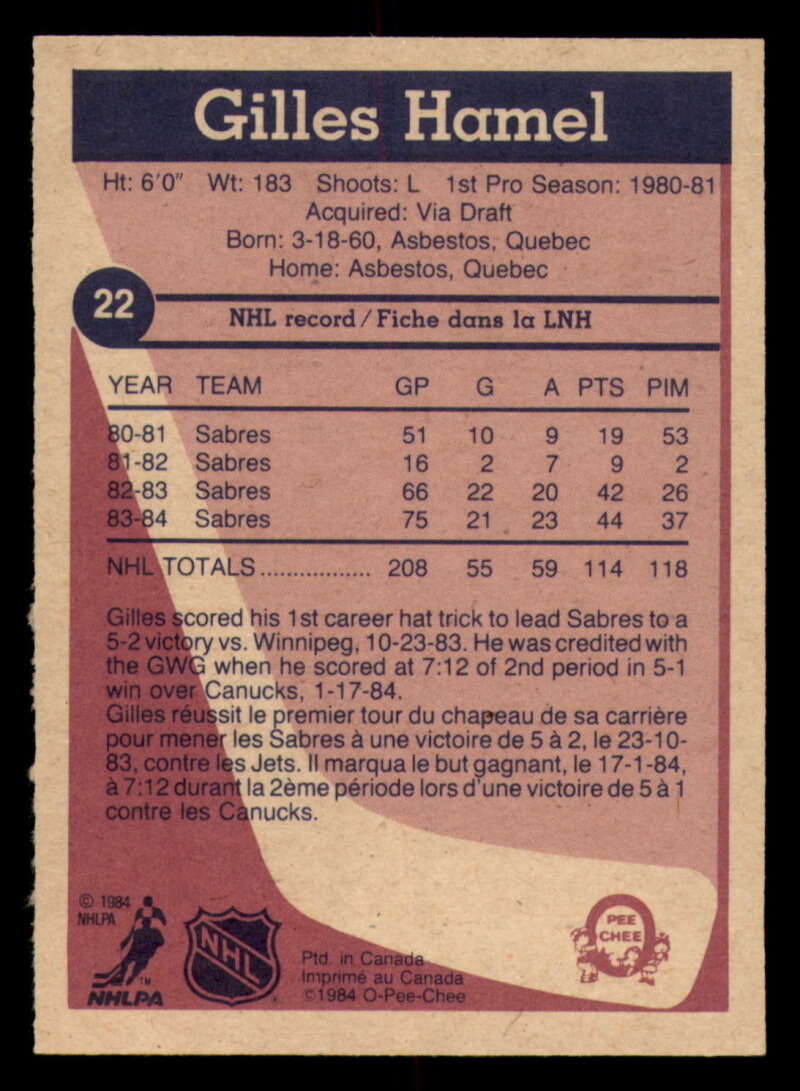 Gilles Hamel
Ht: 6'0" Wt: 183 Shoots: L 1st Pro Season: 1980-81
Acquired: Via Draft
Born: 3-18-60, Asbestos, Quebec
Home: Asbestos, Quebec
22
NHL record/Fiche dans la LNH
YEAR TEAM GP G A PTS PIM
80-81 Sabres 51 10 9 19 53
81-82 Sabres 16 2 7 9 2
82-83 Sabres 66 22 20 42 26
83-84 Sabres 75 21 23 44 37
NHL TOTALS................ 208 55 59 114 118
Gilles scored his 1st career hat trick to lead Sabres to a
5-2 victory vs. Winnipeg, 10-23-83. He was credited with
the GWG when he scored at 7:12 of 2nd period in 5-1
win over Canucks, 1-17-84.
Gilles réussit le premier tour du chapeau de sa carrière
pour mener les Sabres à une victoire de 5 à 2, le 23-10-
83, contre les Jets. Il marqua le but gagnant, le 17-1-84,
à 7:12 durant la 2ème période lors d'une victoire de 5 à 1
contre les Canucks.
© 1984
NHLPA
TM
NHLPA
NHL
Ptd. in Canada
Imprimé au Canada
©1984 O-Pee-Chee
PEE
CHEE